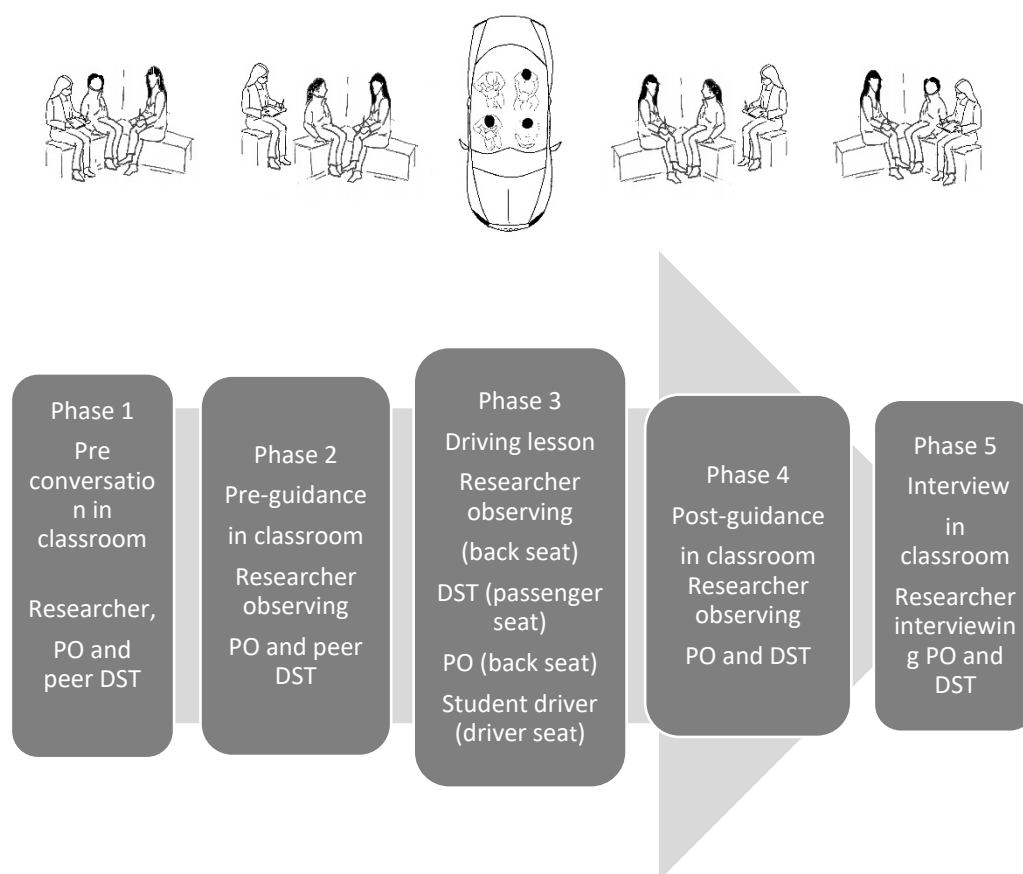 Phase 1
Pre
conversatio
n in
classroom
Researcher,
PO and
peer DST
Phase 2
Pre-guidance
in classroom
Researcher
observing
PO and peer
DST
Phase 3
Driving lesson
Researcher
observing
(back seat)
DST (passenger
seat)
PO (back seat)
Student driver
(driver seat)
Phase 4
Post-guidance
in classroom
Researcher
observing
PO and DST
Phase 5
Interview
in
classroom
Researcher
interviewin
g PO and
DST